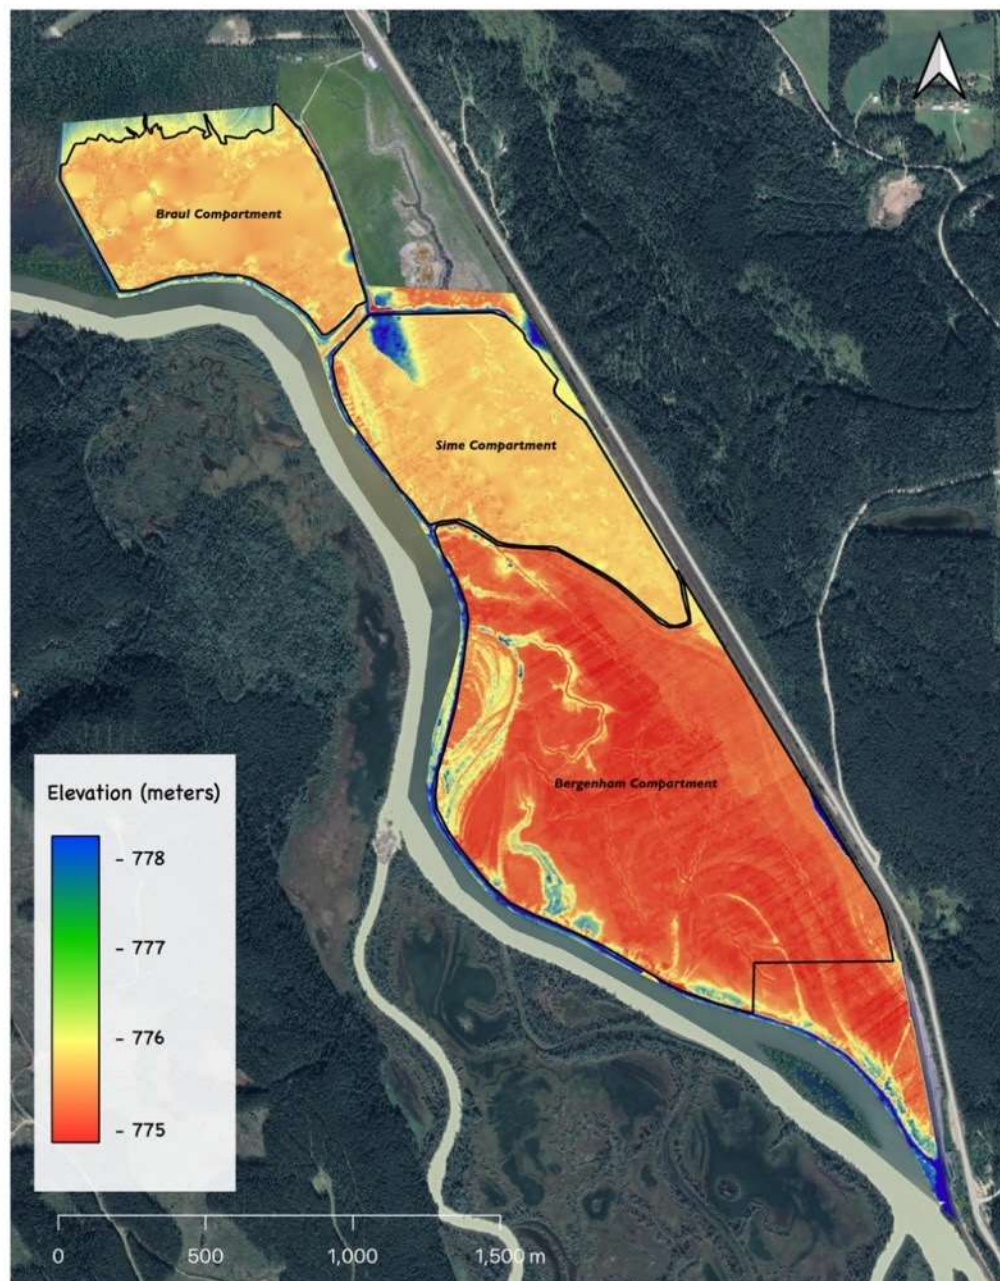 Braul Compartment
Sime Compartment
Bergenham Compartment
Elevation (meters)
- 778
- 777
- 776
- 775
0 500 1,000 1,500 m